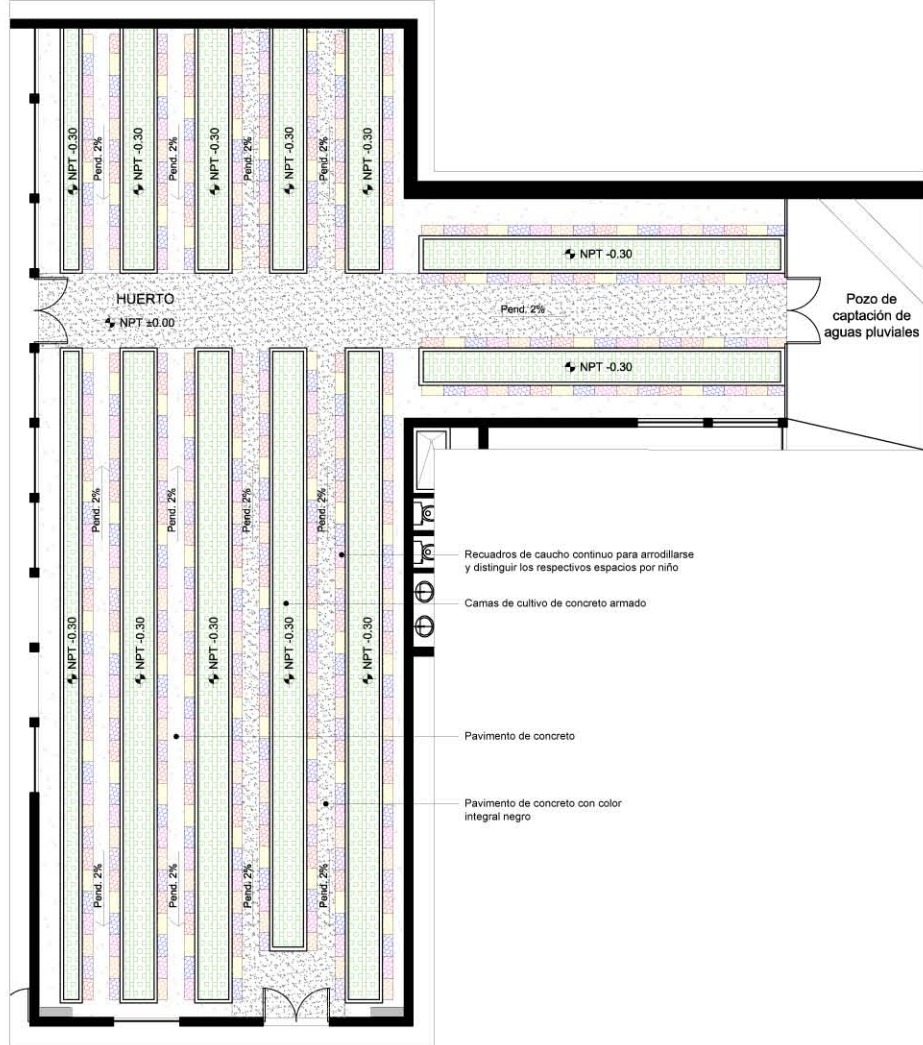 NPT -0.30
Pend. 2%
NPT -0.30
Pend. 2%
NPT -0.30
Pend. 2%
NPT -0.30
Pend. 2%
NPT -0.30
NPT -0.30
HUERTO
NPT ±0.00
Pend. 2%
Pozo de
captación de
aguas pluviales
NPT -0.30
Pend. 2%
Pend. 2%
Pend. 2%
Pend. 2%
Recuadros de caucho continuo para arrodillarse
y distinguir los respectivos espacios por niño
Camas de cultivo de concreto armado
NPT -0.30
NPT -0.30
NPT -0.30
NPT -0.30
NPT -0.30
Pavimento de concreto
Pavimento de concreto con color
integral negro
Pend. 2%
Pend. 2%
Pend. 2%
Pend. 2%